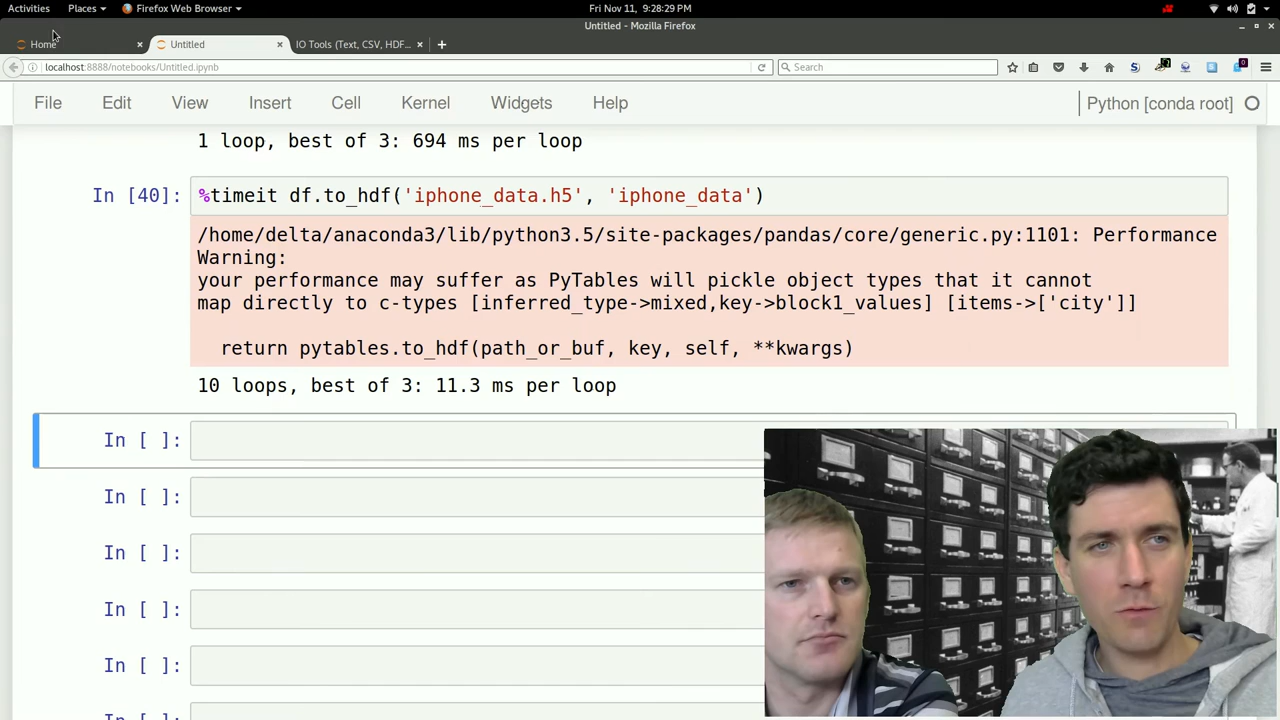 Activities Places Firefox Web Browser Fri Nov 11, 9:28:29 PM
Untitled - Mozilla Firefox
Home Untitled IO Tools (Text, CSV, HDF...
localhost:8888/notebooks/Untitled.ipynb Search
File Edit View Insert Cell Kernel Widgets Help Python [conda root]
1 loop, best of 3: 694 ms per loop
In [40]: %timeit df.to_hdf('iphone_data.h5', 'iphone_data')
/home/delta/anaconda3/lib/python3.5/site-packages/pandas/core/generic.py:1101: Performance
Warning:
your performance may suffer as PyTables will pickle object types that it cannot
map directly to c-types [inferred_type->mixed,key->block1_values] [items->['city']]
return pytables.to_hdf(path_or_buf, key, self, **kwargs)
10 loops, best of 3: 11.3 ms per loop
In [ ]:
In [ ]:
In [ ]:
In [ ]:
In [ ]: